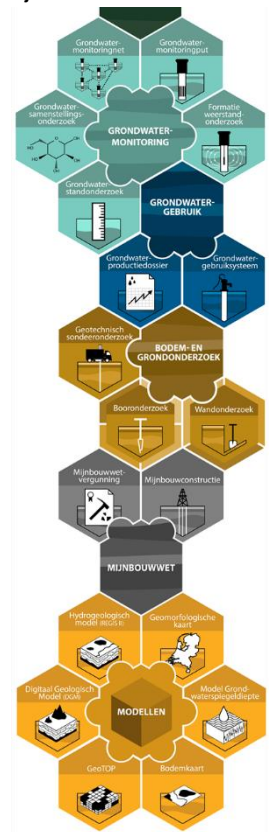 Grondwater-
monitoringnet
Grondwater-
monitoringput
Grondwater-
samenstellings-
onderzoek
GRONDWATER-
MONITORING
Formatie
weerstand-
onderzoek
Grondwater-
standonderzoek
GRONDWATER-
GEBRUIK
Grondwater-
productiedossier
Grondwater-
gebruiksysteem
Geotechnisch
sondeeronderzoek
BODEM- EN
GRONDONDERZOEK
Booronderzoek
Wandonderzoek
Mijnbouwwet-
vergunning
Mijnbouwconstructie
MIJNBOUWWET
Hydrogeologisch
model (REGIS II)
Geomorfologische
kaart
Digitaal Geologisch
Model (DGM)
MODELLEN
Model Grond-
waterspiegeldiepte
GeoTOP
Bodemkaart